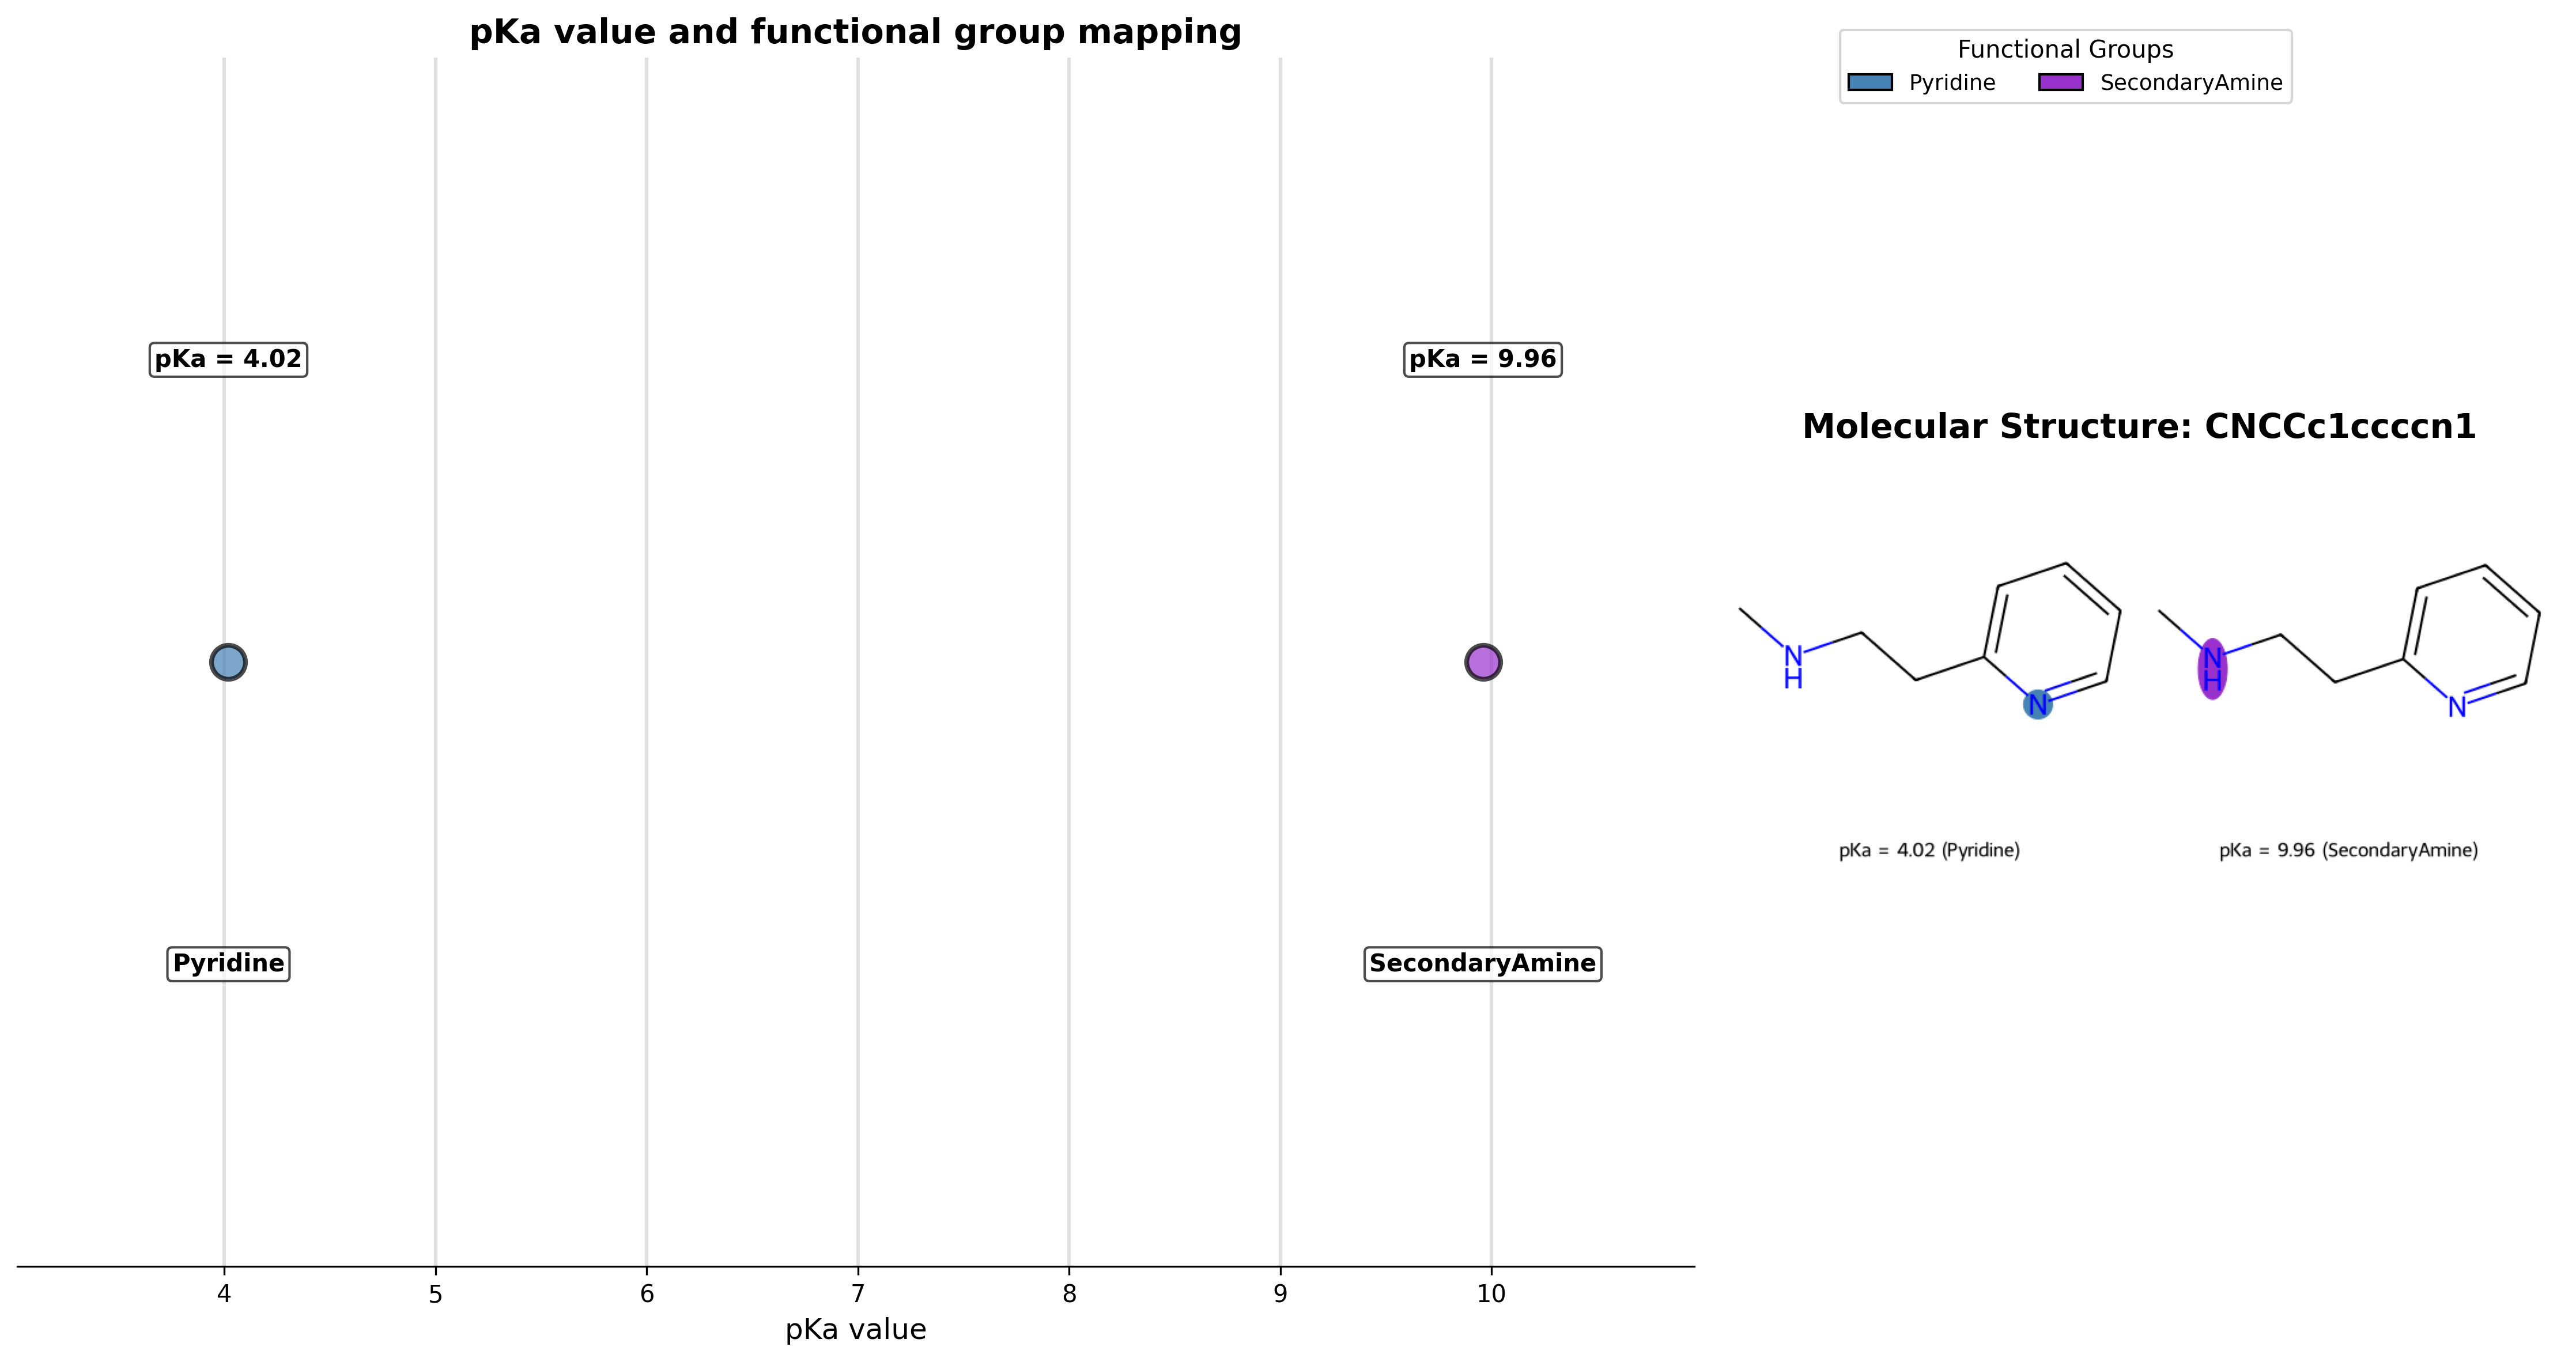 pKa value and functional group mapping
pKa = 4.02
pKa = 9.96
Pyridine
SecondaryAmine
4 5 6 7 8 9 10
pKa value
Functional Groups
Pyridine SecondaryAmine
Molecular Structure: CNCCc1ccccn1
N
H
N
N
H
N
pKa = 4.02 (Pyridine)
pKa = 9.96 (SecondaryAmine)